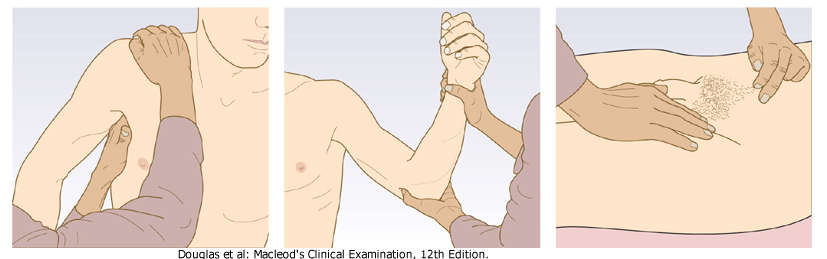 Douglas et al: Macleod's Clinical Examination, 12th Edition.